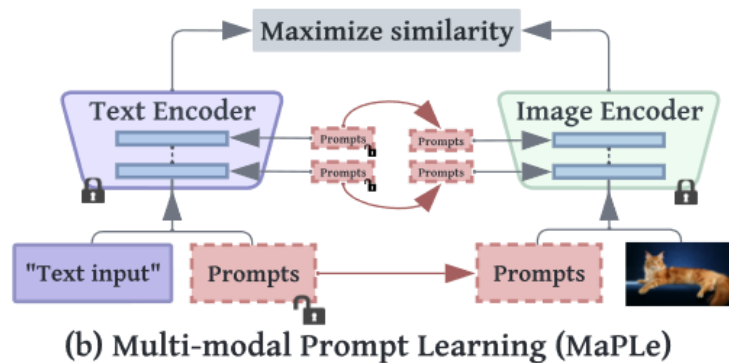 Maximize similarity
Text Encoder
Image Encoder
Prompts
Prompts
Prompts
Prompts
"Text input"
Prompts
Prompts
(b) Multi-modal Prompt Learning (MaPLe)